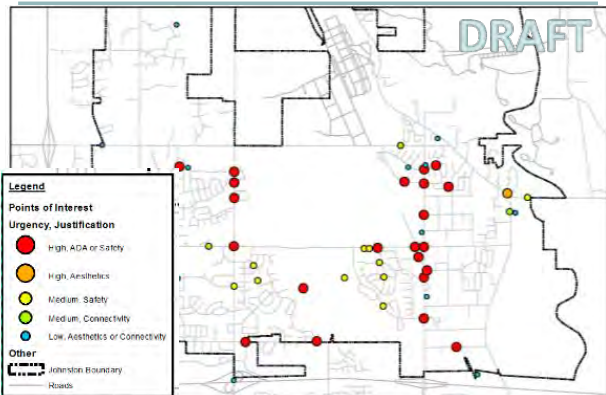 DRAFT
Legend
Points of Interest
Urgency, Justification
High, ADA or Safety
High, Aesthetics
Medium, Safety
Medium, Connectivity
Low, Aesthetics or Connectivity
Other
Johnston Boundary
Roads